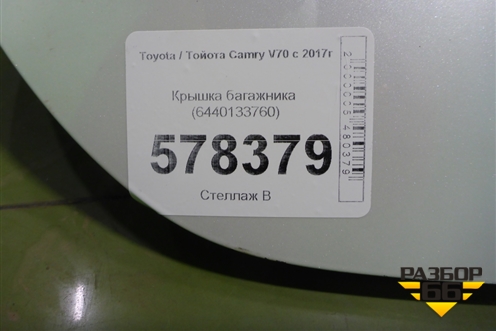 Toyota / Тойота Camry V70 с 2017г
Крышка багажника
(6440133760)
578379
Стеллаж В
РАЗБОР
66